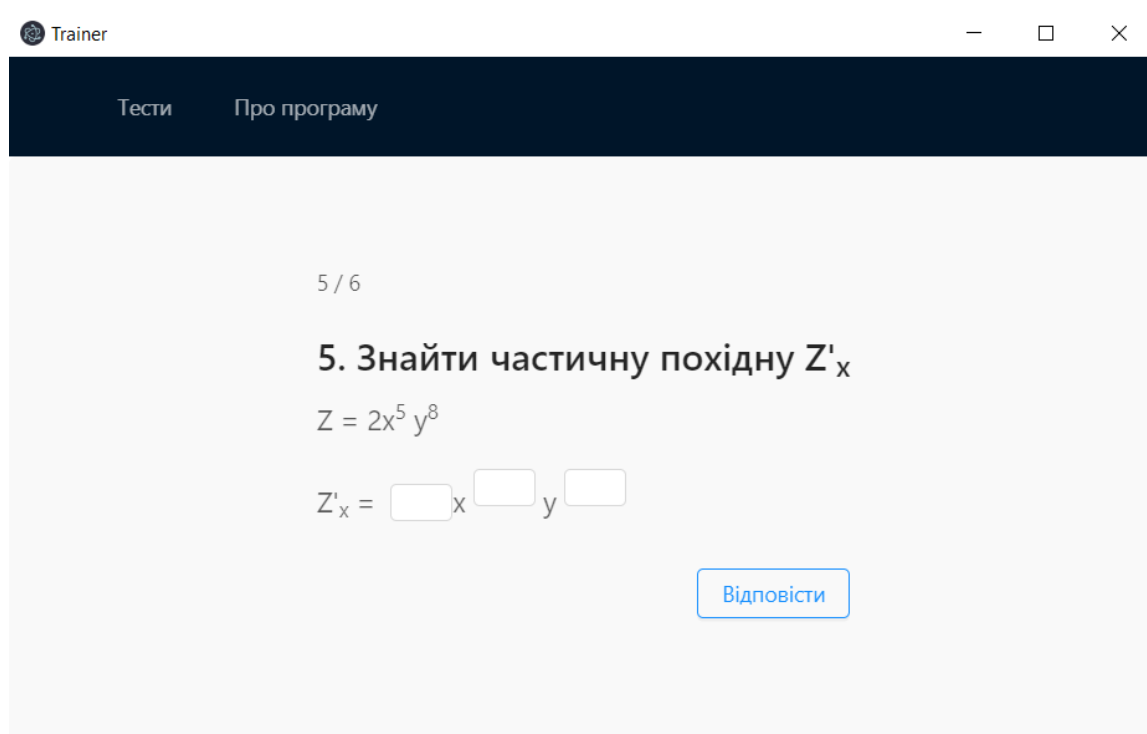 Trainer
Тести Про програму
5 / 6
5. Знайти частичну похідну Z'ₓ
Z = 2x⁵ y⁸
Z'ₓ = x y
Відповісти